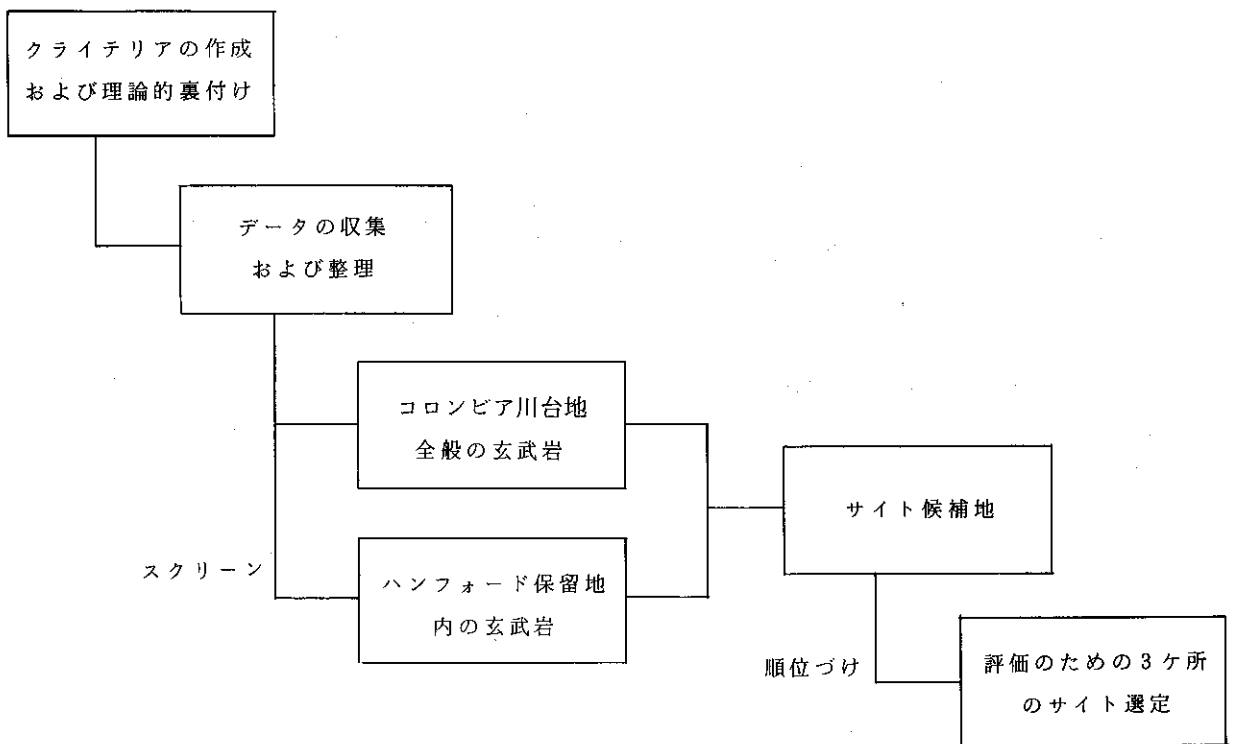 クライテリアの作成
および理論的裏付け
データの収集
および整理
コロンビア川台地
全般の玄武岩
サイト候補地
スクリーン
ハンフォード保留地
内の玄武岩
順位づけ
評価のための3ケ所
のサイト選定